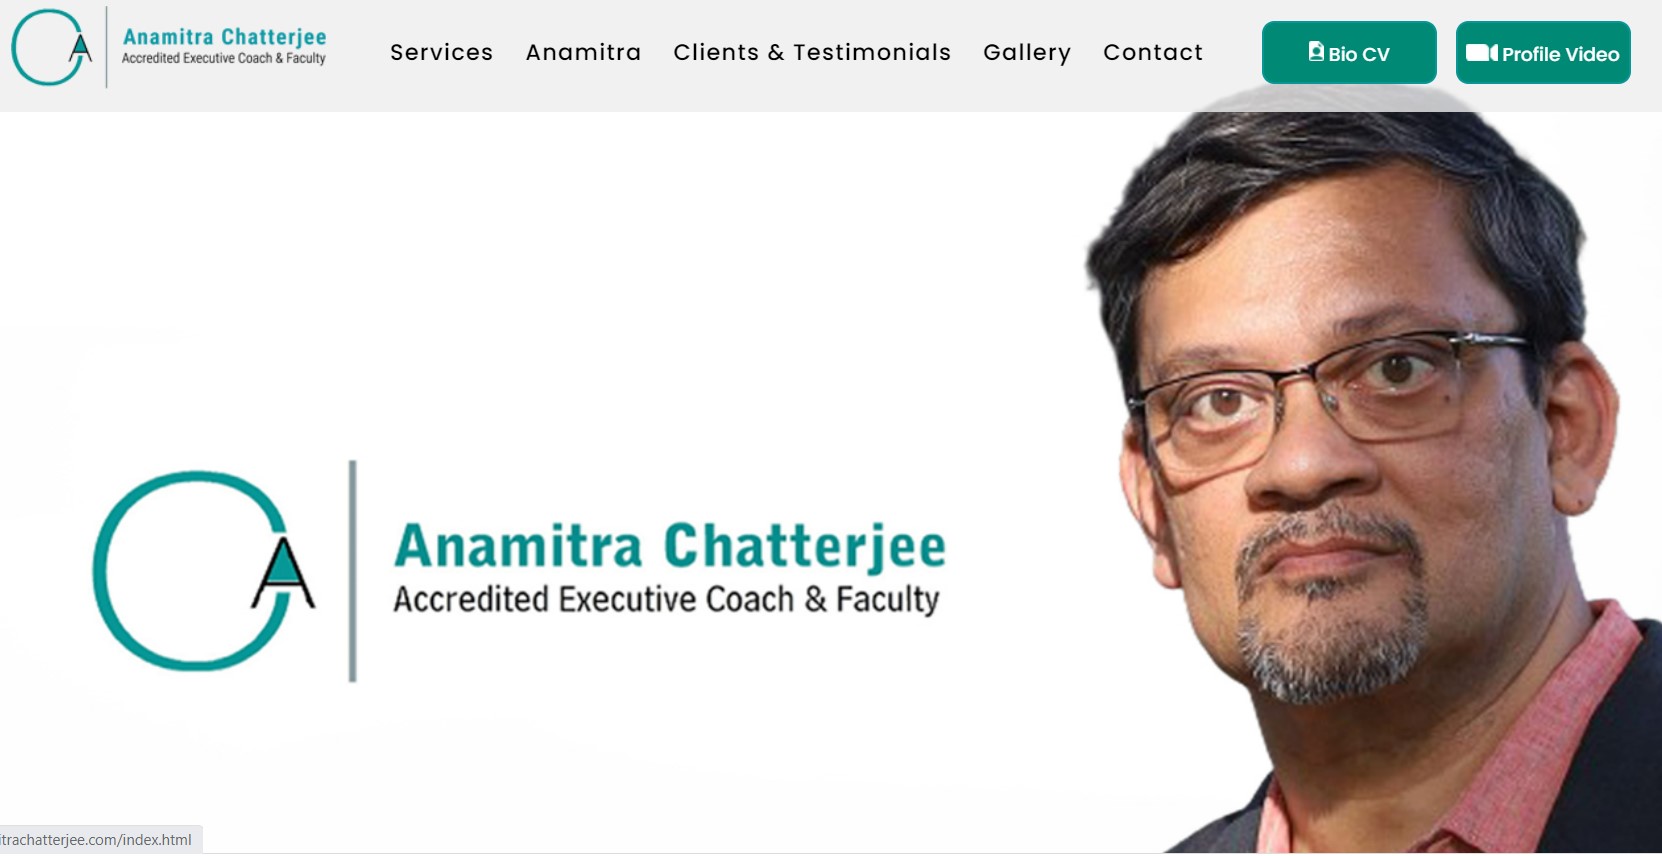 Anamitra Chatterjee
Accredited Executive Coach & Faculty
Services Anamitra Clients & Testimonials Gallery Contact Bio CV Profile Video
Anamitra Chatterjee
Accredited Executive Coach & Faculty
itrachatterjee.com/index.html